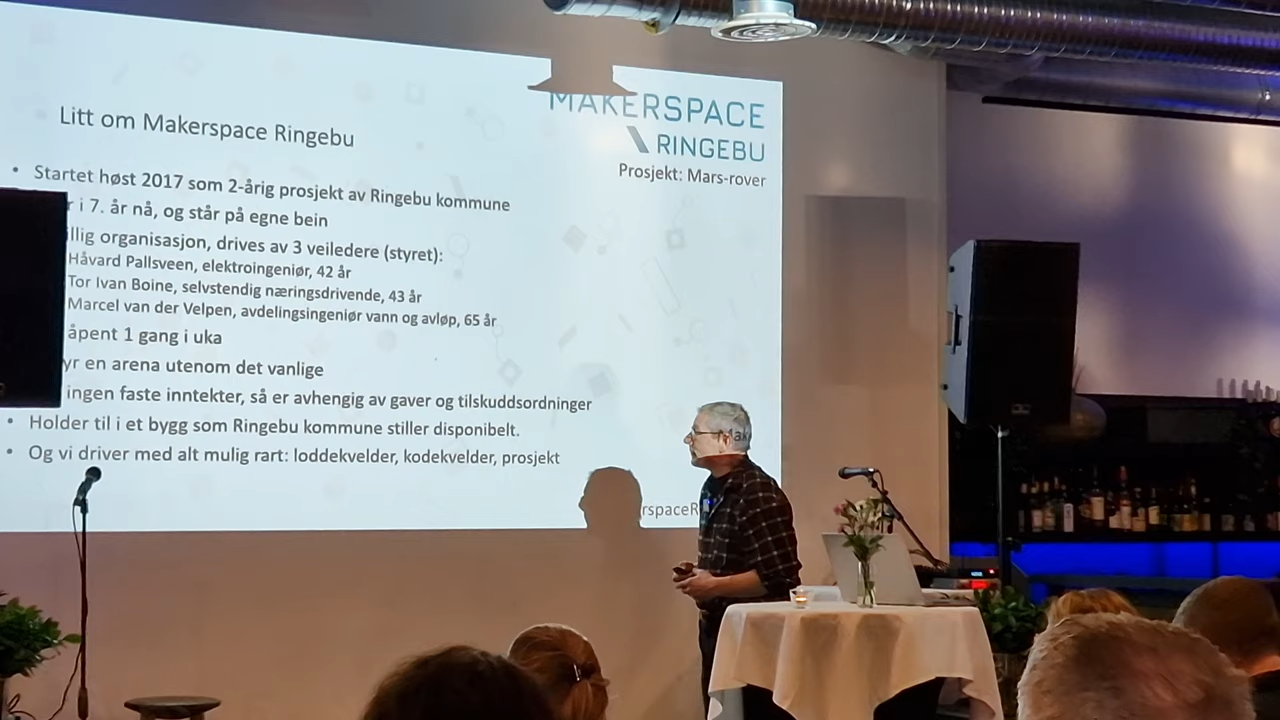 Litt om Makerspace Ringebu
MAKERSPACE
RINGEBU
Prosjekt: Mars-rover
• Startet høst 2017 som 2-årig prosjekt av Ringebu kommune
i 7. år nå, og står på egne bein
organisasjon, drives av 3 veiledere (styret):
Håvard Pallsveen, elektroingeniør, 42 år
Tor Ivan Boine, selvstendig næringsdrivende, 43 år
Marcel van der Velpen, avdelingsingeniør vann og avløp, 65 år
åpent 1 gang i uka
en arena utenom det vanlige
ingen faste inntekter, så er avhengig av gaver og tilskuddsordninger
• Holder til i et bygg som Ringebu kommune stiller disponibelt.
• Og vi driver med alt mulig rart: loddekvelder, kodekvelder, prosjekt